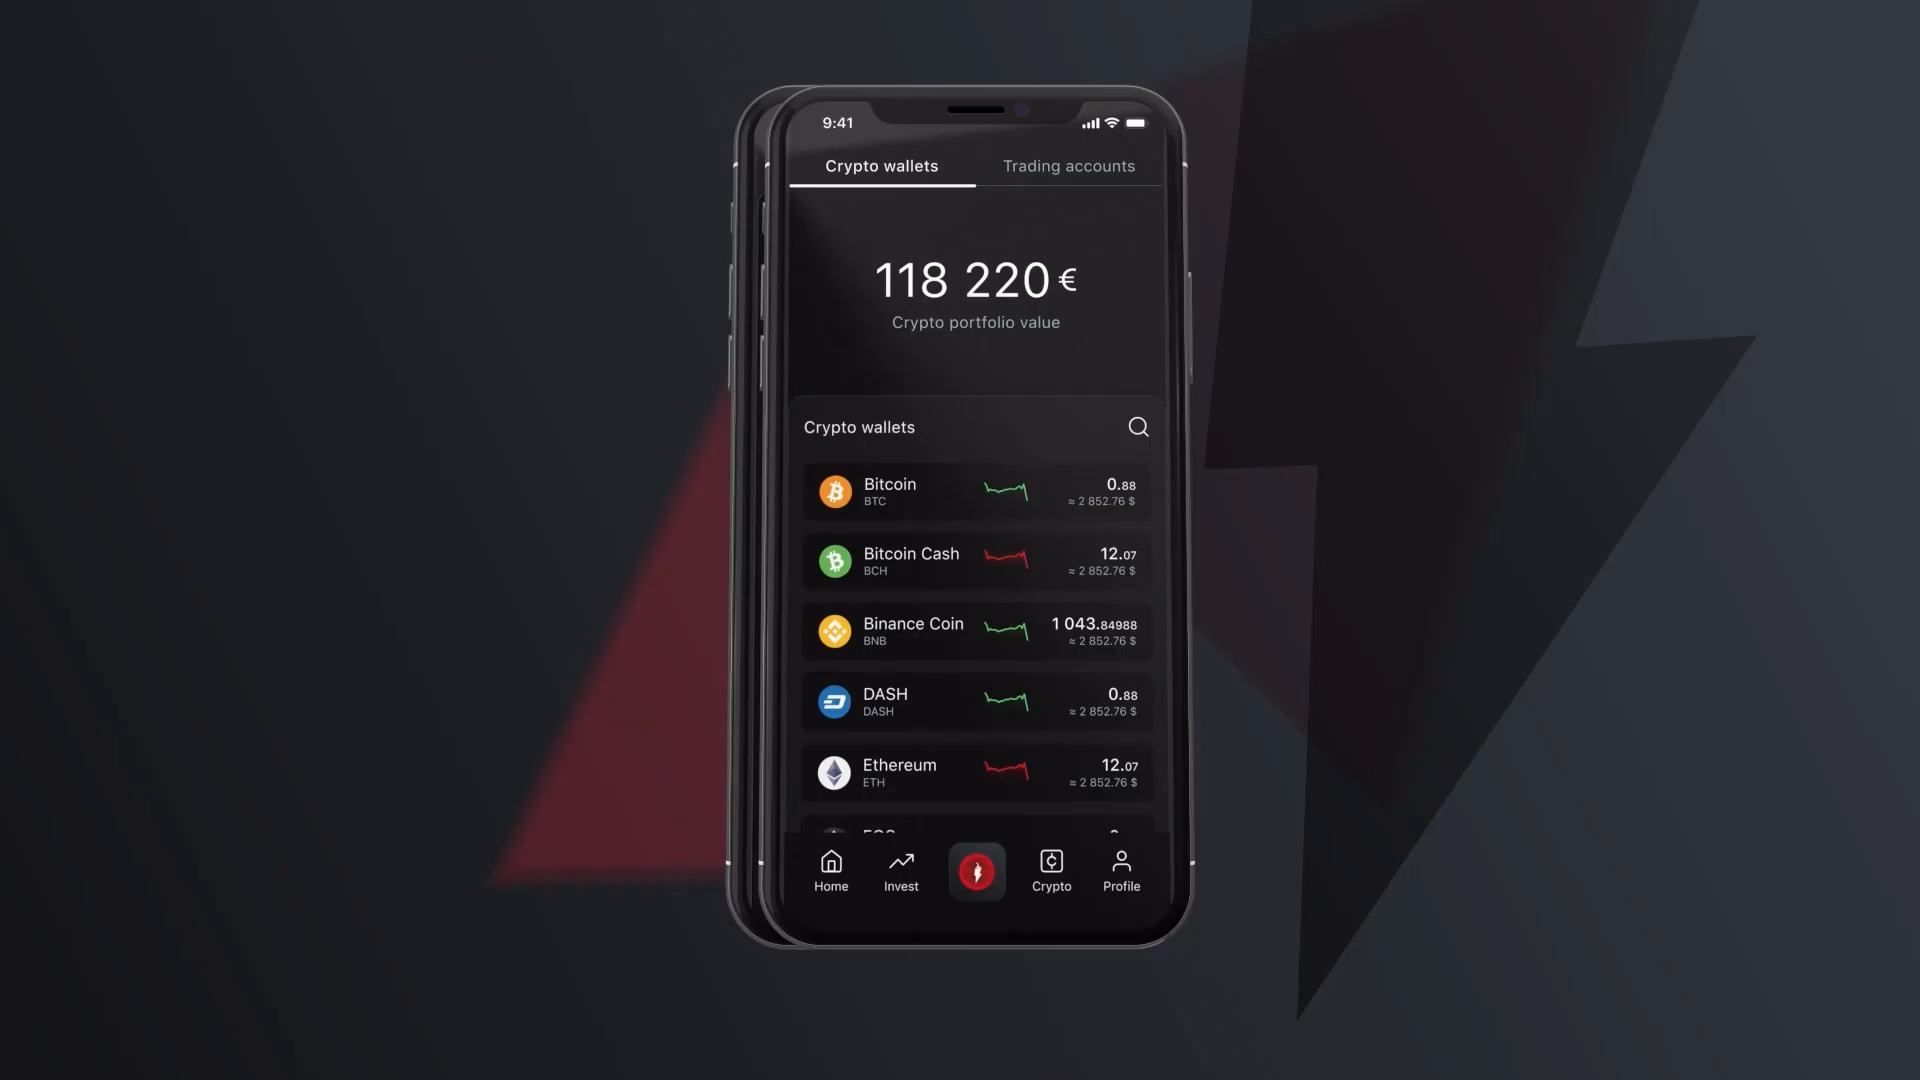 9:41
Crypto wallets Trading accounts
118 220 €
Crypto portfolio value
Crypto wallets
Bitcoin 0.88
BTC ≈ 2 852.76 $
Bitcoin Cash 12.07
BCH ≈ 2 852.76 $
Binance Coin 1 043.84988
BNB ≈ 2 852.76 $
DASH 0.88
DASH ≈ 2 852.76 $
Ethereum 12.07
ETH ≈ 2 852.76 $
Home Invest Crypto Profile